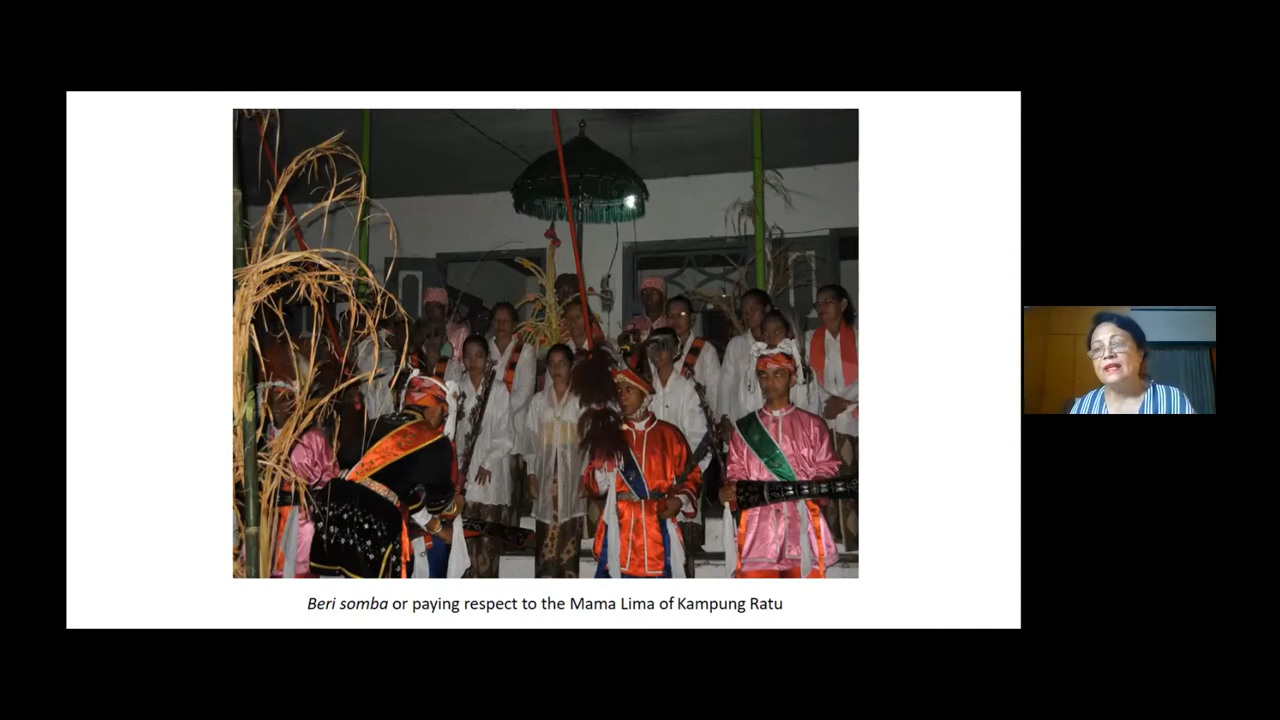 Beri somba or paying respect to the Mama Lima of Kampung Ratu